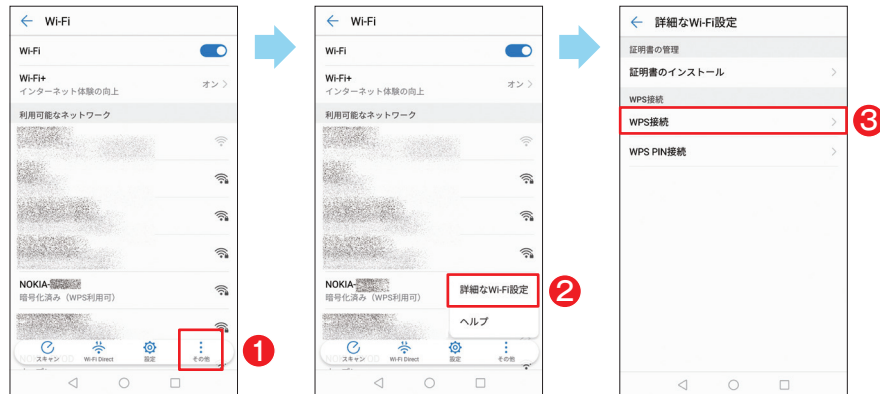 Wi-Fi
Wi-Fi
Wi-Fi+
インターネット体験の向上
オン
利用可能なネットワーク
NOKIA-
暗号化済み（WPS利用可）
スキャン
Wi-Fi Direct
設定
その他
1
Wi-Fi
Wi-Fi
Wi-Fi+
インターネット体験の向上
オン
利用可能なネットワーク
NOKIA-
暗号化済み（WPS利用可）
詳細なWi-Fi設定
ヘルプ
2
スキャン
Wi-Fi Direct
設定
その他
詳細なWi-Fi設定
証明書の管理
証明書のインストール
WPS接続
WPS接続
3
WPS PIN接続